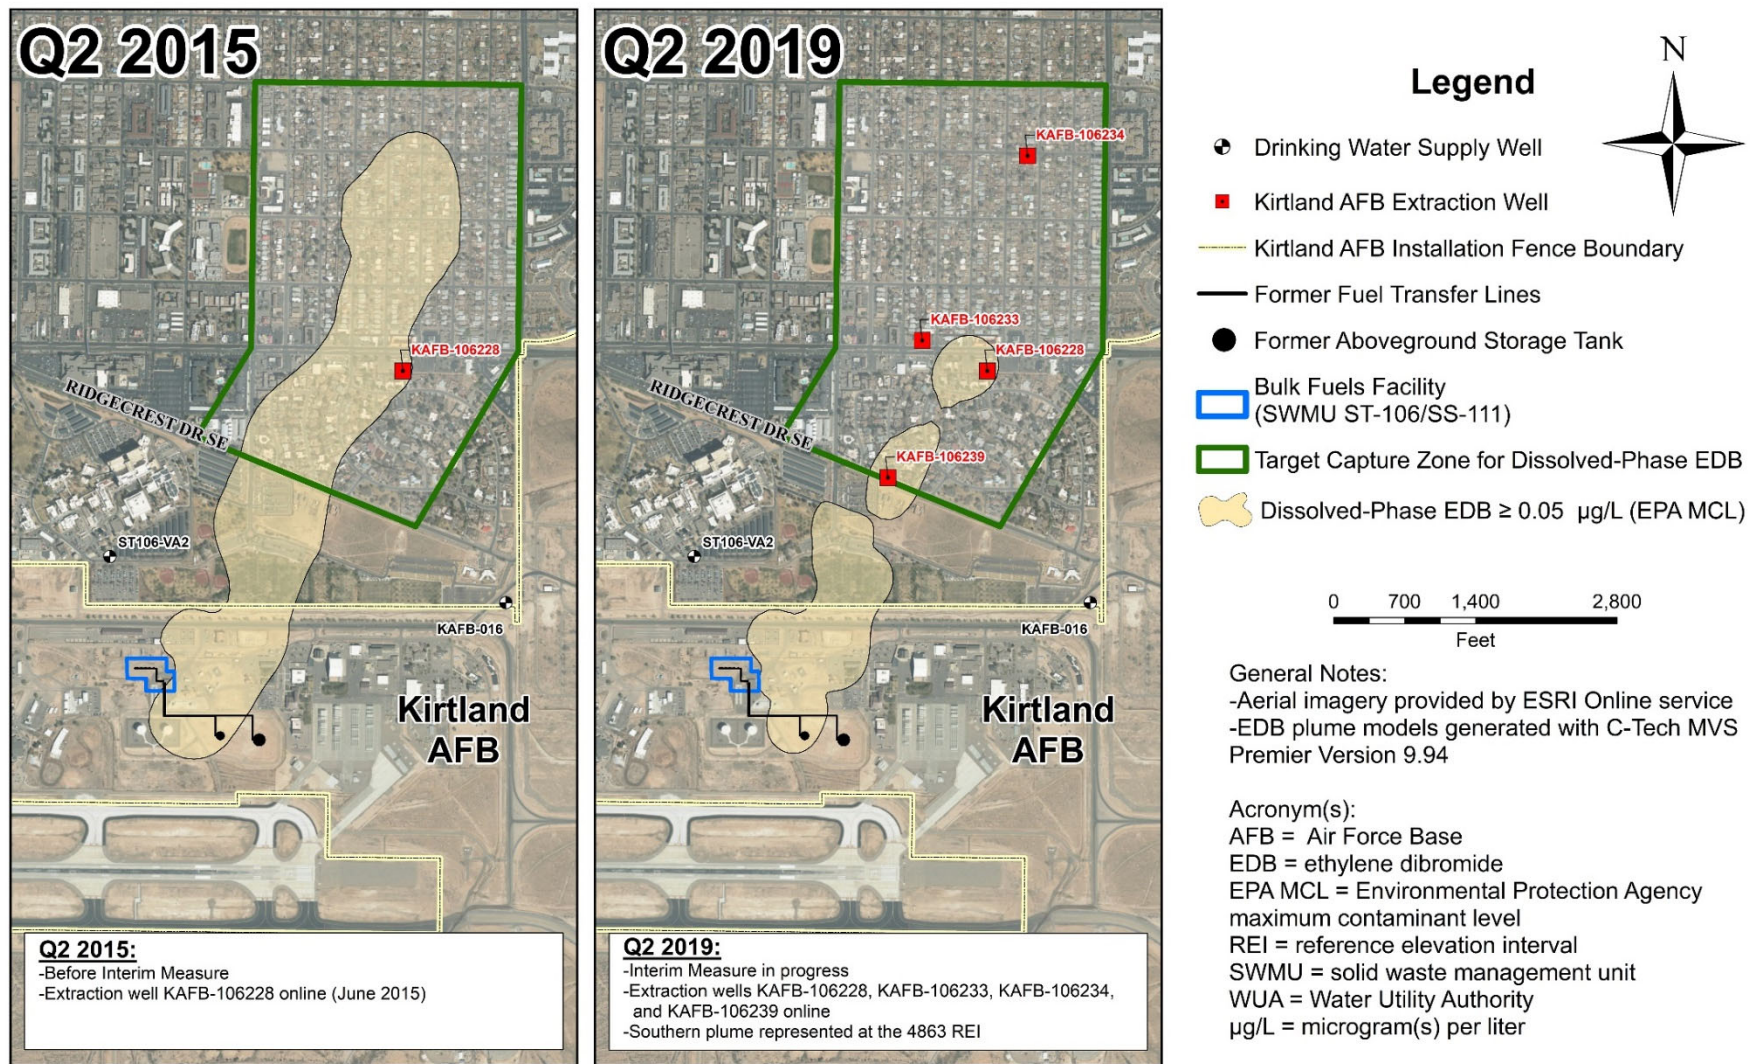 Q2 2015
KAFB-106228
RIDGECREST DR SE
ST106-VA2
KAFB-016
Kirtland
AFB
Q2 2015:
-Before Interim Measure
-Extraction well KAFB-106228 online (June 2015)
Q2 2019
KAFB-106234
KAFB-106233
KAFB-106228
RIDGECREST DR SE
KAFB-106239
ST106-VA2
KAFB-016
Kirtland
AFB
Q2 2019:
-Interim Measure in progress
-Extraction wells KAFB-106228, KAFB-106233, KAFB-106234,
and KAFB-106239 online
-Southern plume represented at the 4863 REI
N
Legend
Drinking Water Supply Well
Kirtland AFB Extraction Well
Kirtland AFB Installation Fence Boundary
Former Fuel Transfer Lines
Former Aboveground Storage Tank
Bulk Fuels Facility
(SWMU ST-106/SS-111)
Target Capture Zone for Dissolved-Phase EDB
Dissolved-Phase EDB ≥ 0.05 µg/L (EPA MCL)
0 700 1,400 2,800
Feet
General Notes:
-Aerial imagery provided by ESRI Online service
-EDB plume models generated with C-Tech MVS
Premier Version 9.94
Acronym(s):
AFB = Air Force Base
EDB = ethylene dibromide
EPA MCL = Environmental Protection Agency
maximum contaminant level
REI = reference elevation interval
SWMU = solid waste management unit
WUA = Water Utility Authority
µg/L = microgram(s) per liter